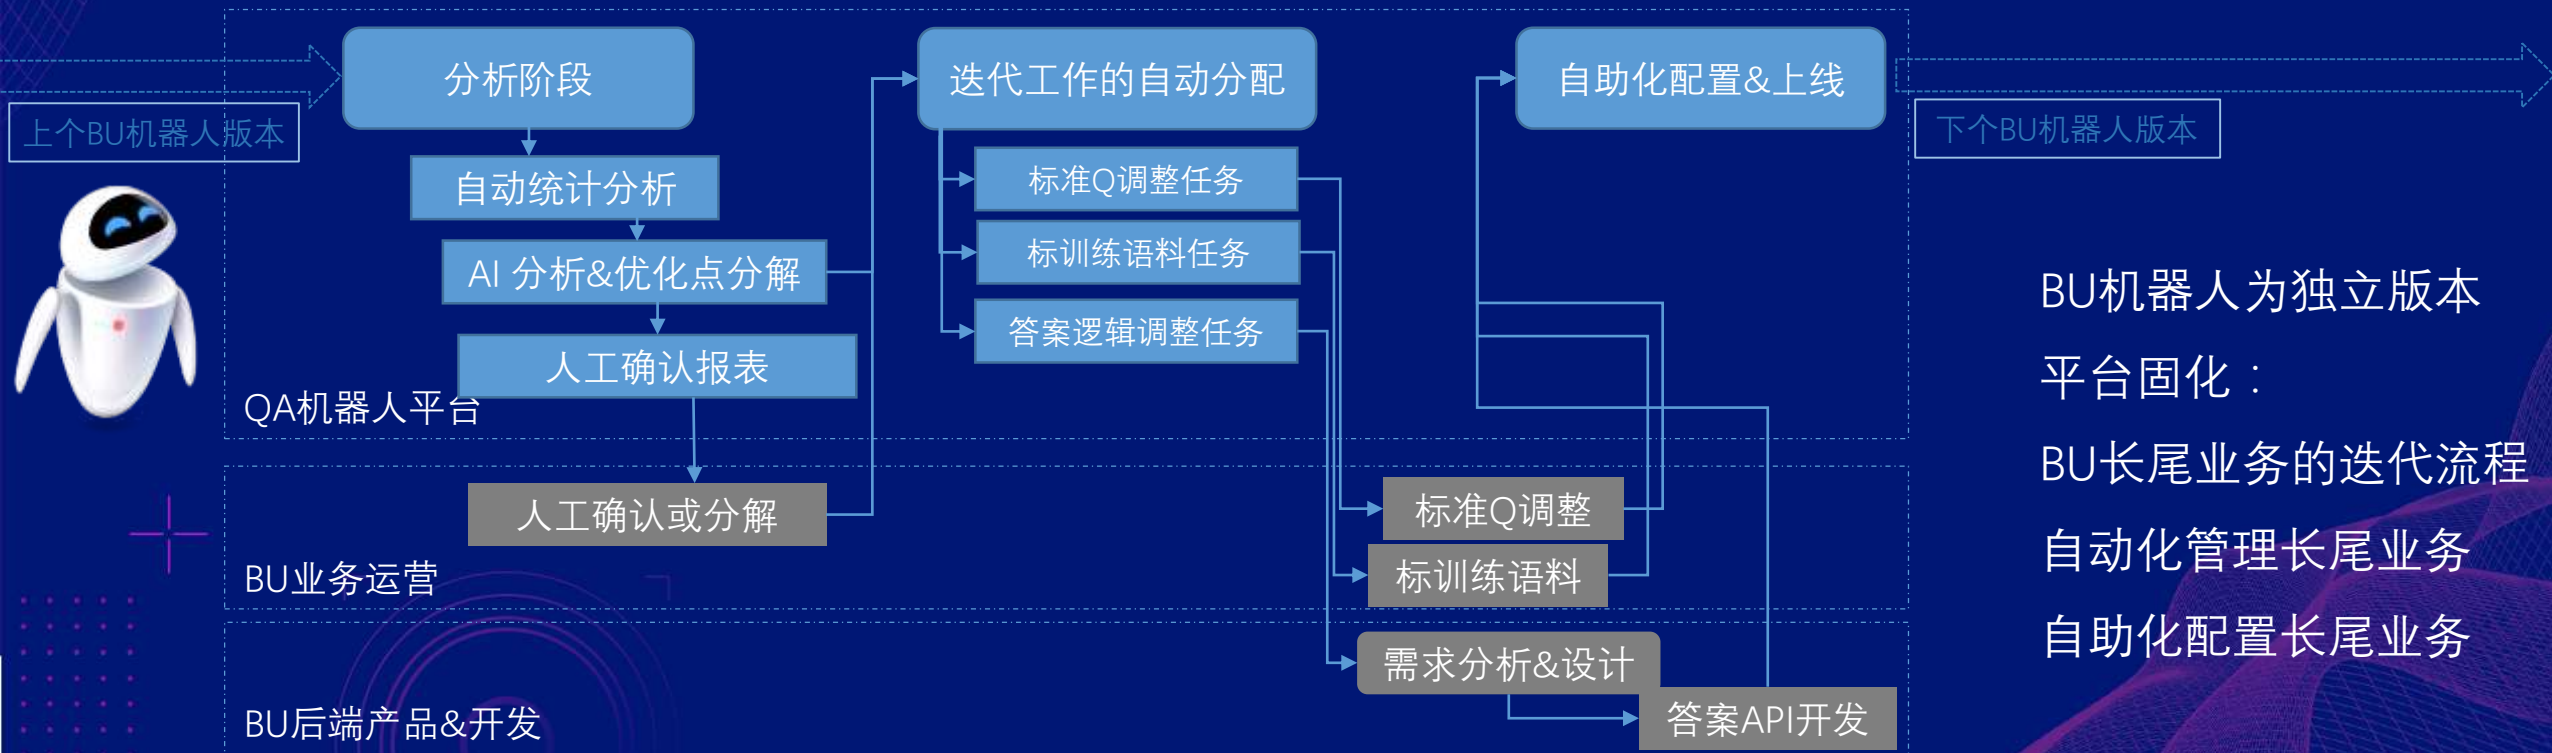 分析阶段
迭代工作的自动分配
自助化配置&上线
上个BU机器人版本
下个BU机器人版本
自动统计分析
标准Q调整任务
AI 分析&优化点分解
标训练语料任务
人工确认报表
答案逻辑调整任务
QA机器人平台
人工确认或分解
标准Q调整
标训练语料
BU业务运营
需求分析&设计
答案API开发
BU后端产品&开发
BU机器人为独立版本
平台固化：
BU长尾业务的迭代流程
自动化管理长尾业务
自助化配置长尾业务